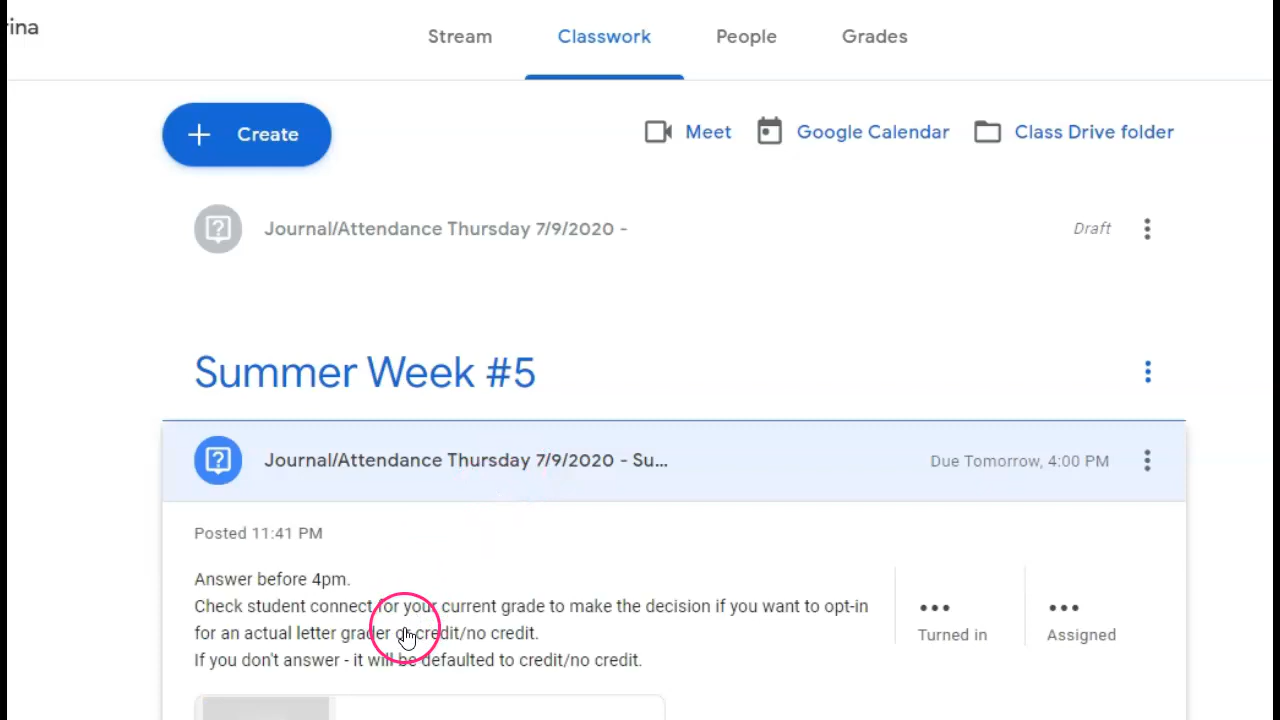 rina
Stream Classwork People Grades
Create
Meet Google Calendar Class Drive folder
Journal/Attendance Thursday 7/9/2020 - Draft
Summer Week #5
Journal/Attendance Thursday 7/9/2020 - Su... Due Tomorrow, 4:00 PM
Posted 11:41 PM
Answer before 4pm.
Check student connect for your current grade to make the decision if you want to opt-in
for an actual letter grader or credit/no credit.
If you don't answer - it will be defaulted to credit/no credit.
Turned in Assigned